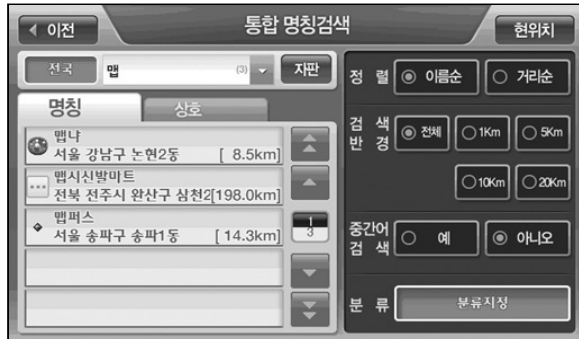 이전
통합 명칭검색
현위치
전국
맵
(3)
자판
명칭
상호
맵냐
서울 강남구 논현2동 [ 8.5km]
맵시신발마트
전북 전주시 완산구 삼천2[198.0km]
맵퍼스
서울 송파구 송파1동 [ 14.3km]
1
3
정 렬
이름순
거리순
검 색
반 경
전체
1Km
5Km
10Km
20Km
중간어
검 색
예
아니오
분 류
분류지정